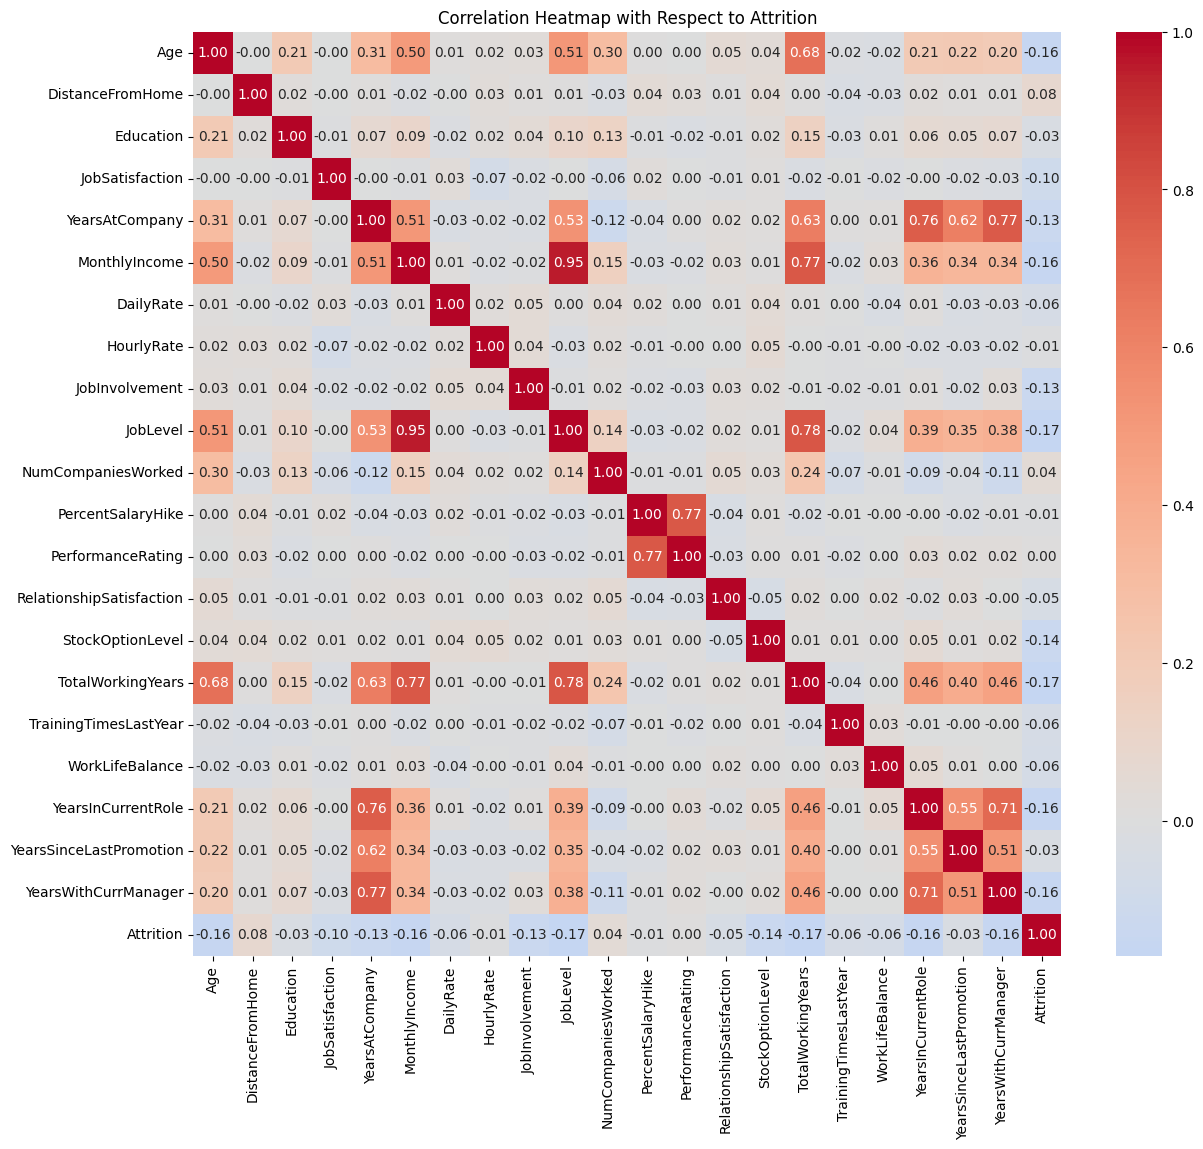 Correlation Heatmap with Respect to Attrition
Age 1.00 -0.00 0.21 -0.00 0.31 0.50 0.01 0.02 0.03 0.51 0.30 0.00 0.00 0.05 0.04 0.68 -0.02 -0.02 0.21 0.22 0.20 -0.16
DistanceFromHome -0.00 1.00 0.02 -0.00 0.01 -0.02 -0.00 0.03 0.01 0.01 -0.03 0.04 0.03 0.01 0.04 0.00 -0.04 -0.03 0.02 0.01 0.01 0.08
Education 0.21 0.02 1.00 -0.01 0.07 0.09 -0.02 0.02 0.04 0.10 0.13 -0.01 -0.02 -0.01 0.02 0.15 -0.03 0.01 0.06 0.05 0.07 -0.03
JobSatisfaction -0.00 -0.00 -0.01 1.00 -0.00 -0.01 0.03 -0.07 -0.02 -0.00 -0.06 0.02 0.00 -0.01 0.01 -0.02 -0.01 -0.02 -0.00 -0.02 -0.03 -0.10
YearsAtCompany 0.31 0.01 0.07 -0.00 1.00 0.51 -0.03 -0.02 -0.02 0.53 -0.12 -0.04 0.00 0.02 0.02 0.63 0.00 0.01 0.76 0.62 0.77 -0.13
MonthlyIncome 0.50 -0.02 0.09 -0.01 0.51 1.00 0.01 -0.02 -0.02 0.95 0.15 -0.03 -0.02 0.03 0.01 0.77 -0.02 0.03 0.36 0.34 0.34 -0.16
DailyRate 0.01 -0.00 -0.02 0.03 -0.03 0.01 1.00 0.02 0.05 0.00 0.04 0.02 0.00 0.01 0.04 0.01 0.00 -0.04 0.01 -0.03 -0.03 -0.06
HourlyRate 0.02 0.03 0.02 -0.07 -0.02 -0.02 0.02 1.00 0.04 -0.03 0.02 -0.01 -0.00 0.00 0.05 -0.00 -0.01 -0.00 -0.02 -0.03 -0.02 -0.01
JobInvolvement 0.03 0.01 0.04 -0.02 -0.02 -0.02 0.05 0.04 1.00 -0.01 0.02 -0.02 -0.03 0.03 0.02 -0.01 -0.02 -0.01 0.01 -0.02 0.03 -0.13
JobLevel 0.51 0.01 0.10 -0.00 0.53 0.95 0.00 -0.03 -0.01 1.00 0.14 -0.03 -0.02 0.02 0.01 0.78 -0.02 0.04 0.39 0.35 0.38 -0.17
NumCompaniesWorked 0.30 -0.03 0.13 -0.06 -0.12 0.15 0.04 0.02 0.02 0.14 1.00 -0.01 -0.01 0.05 0.03 0.24 -0.07 -0.01 -0.09 -0.04 -0.11 0.04
PercentSalaryHike 0.00 0.04 -0.01 0.02 -0.04 -0.03 0.02 -0.01 -0.02 -0.03 -0.01 1.00 0.77 -0.04 0.01 -0.02 -0.01 -0.00 -0.00 -0.02 -0.01 -0.01
PerformanceRating 0.00 0.03 -0.02 0.00 0.00 -0.02 0.00 -0.00 -0.03 -0.02 -0.01 0.77 1.00 -0.03 0.00 0.01 -0.02 0.00 0.03 0.02 0.02 0.00
RelationshipSatisfaction 0.05 0.01 -0.01 -0.01 0.02 0.03 0.01 0.00 0.03 0.02 0.05 -0.04 -0.03 1.00 -0.05 0.02 0.00 0.02 -0.02 0.03 -0.00 -0.05
StockOptionLevel 0.04 0.04 0.02 0.01 0.02 0.01 0.04 0.05 0.02 0.01 0.03 0.01 0.00 -0.05 1.00 0.01 0.01 0.00 0.05 0.01 0.02 -0.14
TotalWorkingYears 0.68 0.00 0.15 -0.02 0.63 0.77 0.01 -0.00 -0.01 0.78 0.24 -0.02 0.01 0.02 0.01 1.00 -0.04 0.00 0.46 0.40 0.46 -0.17
TrainingTimesLastYear -0.02 -0.04 -0.03 -0.01 0.00 -0.02 0.00 -0.01 -0.02 -0.02 -0.07 -0.01 -0.02 0.00 0.01 -0.04 1.00 0.03 -0.01 -0.00 -0.00 -0.06
WorkLifeBalance -0.02 -0.03 0.01 -0.02 0.01 0.03 -0.04 -0.00 -0.01 0.04 -0.01 -0.00 0.00 0.02 0.00 0.00 0.03 1.00 0.05 0.01 0.00 -0.06
YearsInCurrentRole 0.21 0.02 0.06 -0.00 0.76 0.36 0.01 -0.02 0.01 0.39 -0.09 -0.00 0.03 -0.02 0.05 0.46 -0.01 0.05 1.00 0.55 0.71 -0.16
YearsSinceLastPromotion 0.22 0.01 0.05 -0.02 0.62 0.34 -0.03 -0.03 -0.02 0.35 -0.04 -0.02 0.02 0.03 0.01 0.40 -0.00 0.01 0.55 1.00 0.51 -0.03
YearsWithCurrManager 0.20 0.01 0.07 -0.03 0.77 0.34 -0.03 -0.02 0.03 0.38 -0.11 -0.01 0.02 -0.00 0.02 0.46 -0.00 0.00 0.71 0.51 1.00 -0.16
Attrition -0.16 0.08 -0.03 -0.10 -0.13 -0.16 -0.06 -0.01 -0.13 -0.17 0.04 -0.01 0.00 -0.05 -0.14 -0.17 -0.06 -0.06 -0.16 -0.03 -0.16 1.00
Age
DistanceFromHome
Education
JobSatisfaction
YearsAtCompany
MonthlyIncome
DailyRate
HourlyRate
JobInvolvement
JobLevel
NumCompaniesWorked
PercentSalaryHike
PerformanceRating
RelationshipSatisfaction
StockOptionLevel
TotalWorkingYears
TrainingTimesLastYear
WorkLifeBalance
YearsInCurrentRole
YearsSinceLastPromotion
YearsWithCurrManager
Attrition
1.0
0.8
0.6
0.4
0.2
0.0